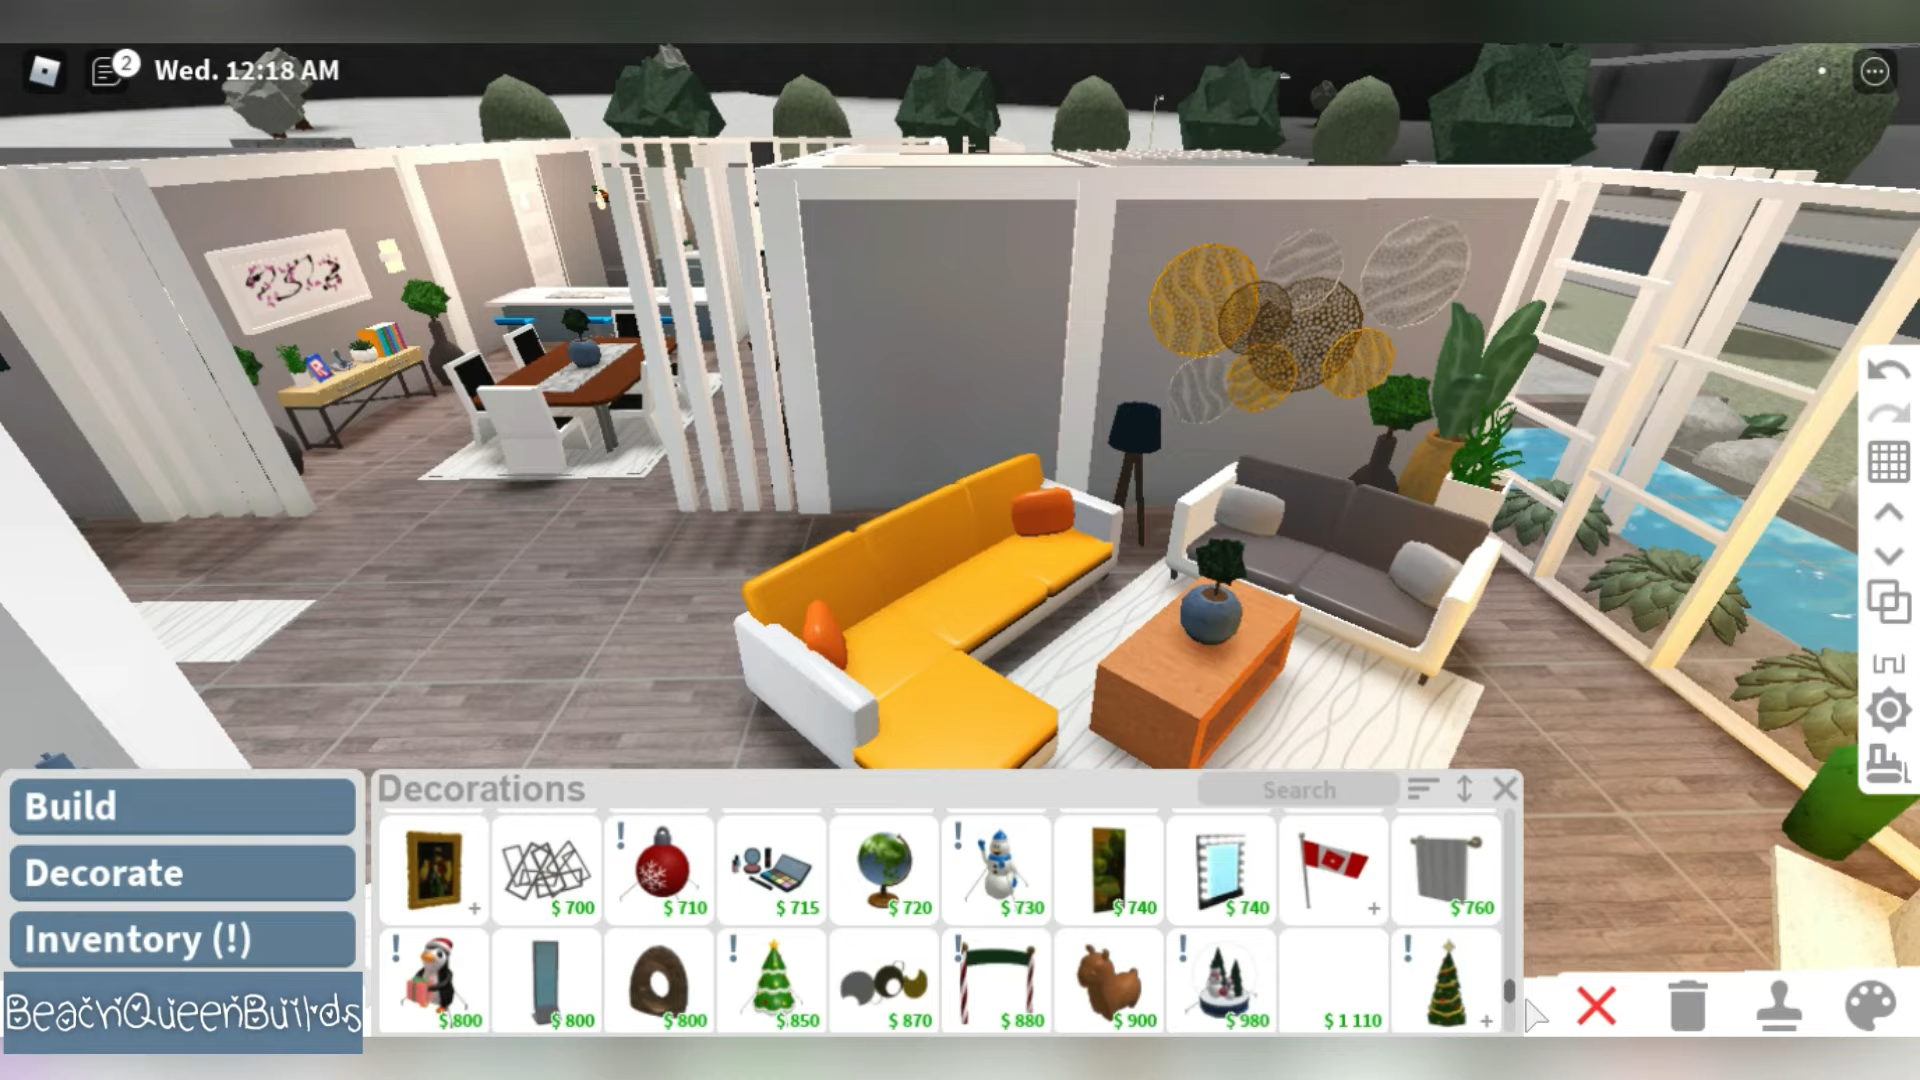 2
Wed. 12:18 AM
Build
Decorate
Inventory (!)
BeachQueenBuilds
Decorations
Search
+
$ 700
! $ 710
$ 715
$ 720
! $ 730
$ 740
$ 740
+
$ 760
! $ 800
$ 800
$ 800
! $ 850
$ 870
! $ 880
$ 900
! $ 980
$ 1 110
! +